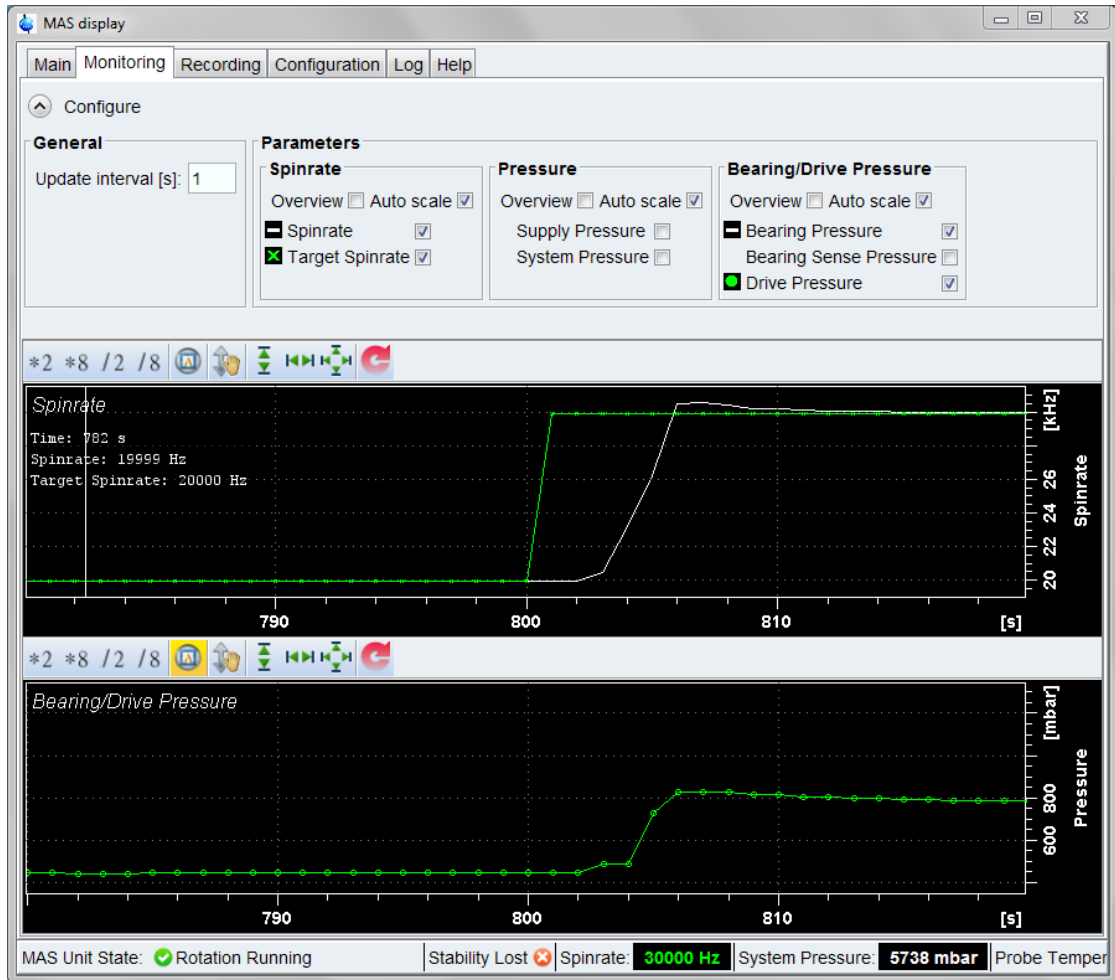 MAS display
Main Monitoring Recording Configuration Log Help
Configure
General
Update interval [s]: 1
Parameters
Spinrate
Overview Auto scale
Spinrate
Target Spinrate
Pressure
Overview Auto scale
Supply Pressure
System Pressure
Bearing/Drive Pressure
Overview Auto scale
Bearing Pressure
Bearing Sense Pressure
Drive Pressure
*2 *8 /2 /8
Spinrate
Time: 782 s
Spinrate: 19999 Hz
Target Spinrate: 20000 Hz
[kHz]
26
24
22
20
Spinrate
790 800 810 [s]
*2 *8 /2 /8
Bearing/Drive Pressure
[mbar]
800
600
Pressure
790 800 810 [s]
MAS Unit State: Rotation Running Stability Lost Spinrate: 30000 Hz System Pressure: 5738 mbar Probe Temper